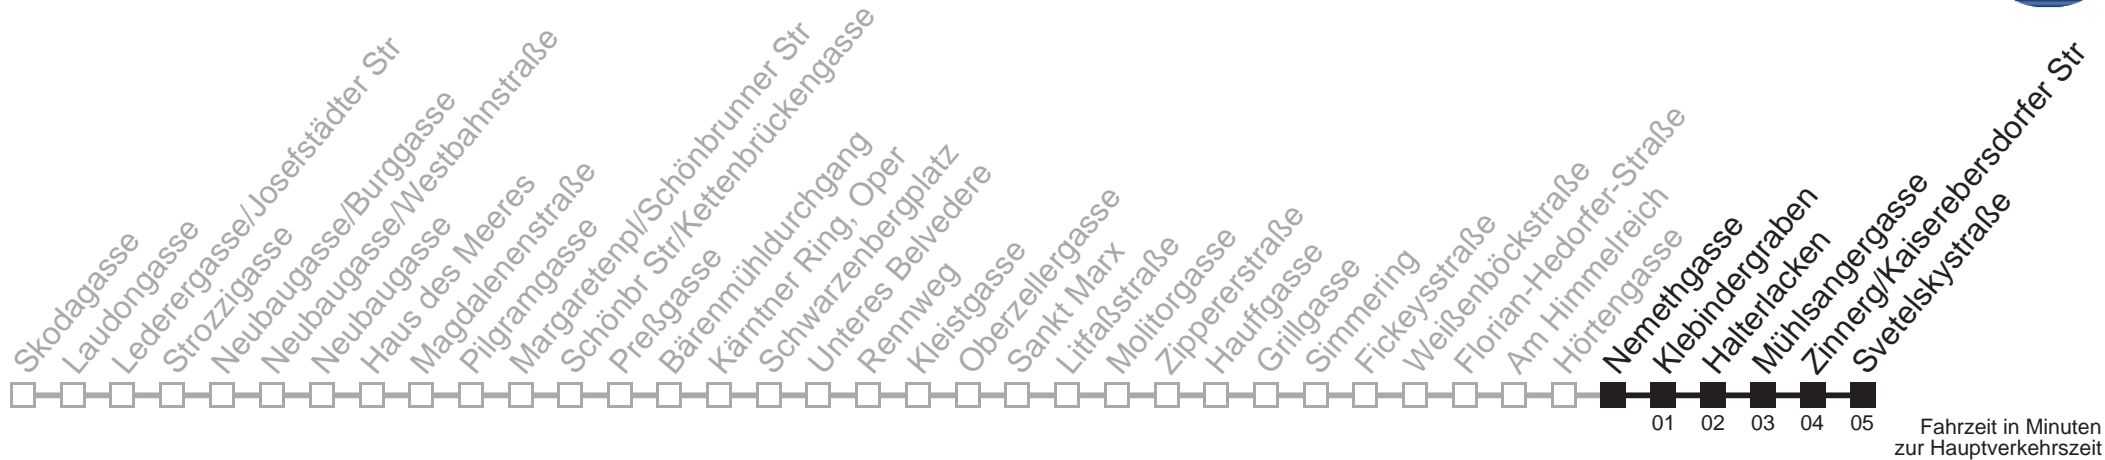 Skodagasse
Laudongasse
Lederergasse/Josefstädter Str
Strozzigasse
Neubaugasse/Burggasse
Neubaugasse/Westbahnstraße
Neubaugasse
Haus des Meeres
Magdalenenstraße
Pilgramgasse
Margaretenpl/Schönbrunner Str
Schönbr Str/Kettenbrückengasse
Preßgasse
Bärenmühldurchgang
Kärntner Ring, Oper
Schwarzenbergplatz
Unteres Belvedere
Rennweg
Kleistgasse
Oberzellergasse
Sankt Marx
Litfaßstraße
Molitorgasse
Zippererstraße
Hauffgasse
Grillgasse
Simmering
Fickeysstraße
Weißenböckstraße
Florian-Hedorfer-Straße
Am Himmelreich
Hörtengasse
Nemethgasse
Klebindergraben
Halterlacken
Mühlsangergasse
Zinnerg/Kaiserebersdorfer Str
Svetelskystraße
01 02 03 04 05
Fahrzeit in Minuten
zur Hauptverkehrszeit